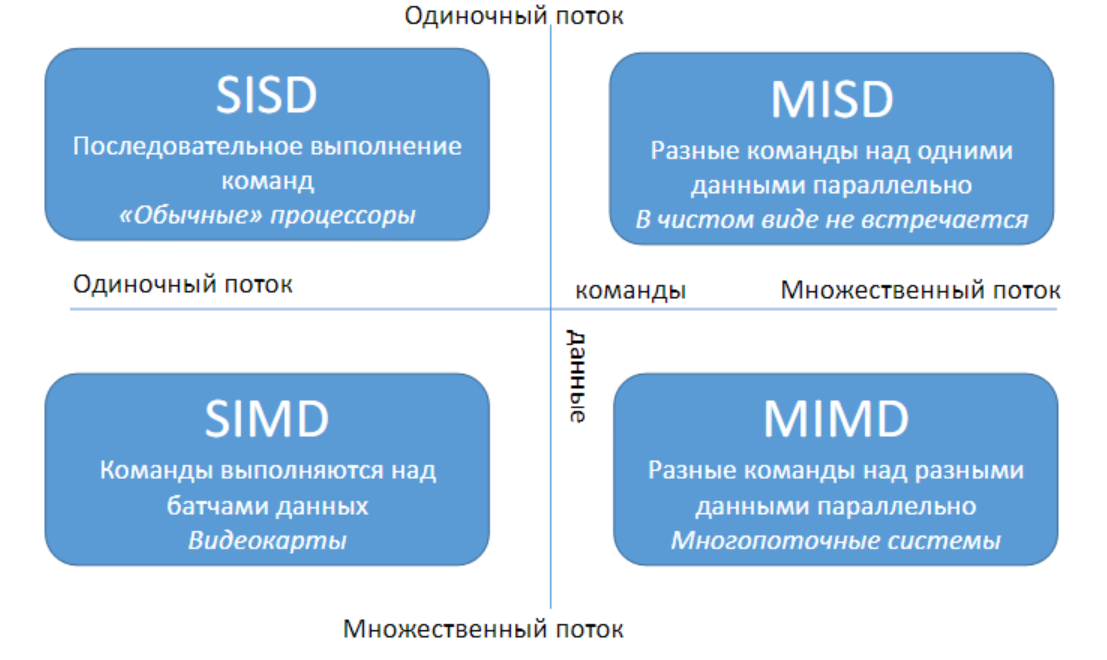 Одиночный поток
SISD
Последовательное выполнение
команд
«Обычные» процессоры
MISD
Разные команды над одними
данными параллельно
В чистом виде не встречается
Одиночный поток
команды
Множественный поток
данные
SIMD
Команды выполняются над
батчами данных
Видеокарты
MIMD
Разные команды над разными
данными параллельно
Многопоточные системы
Множественный поток